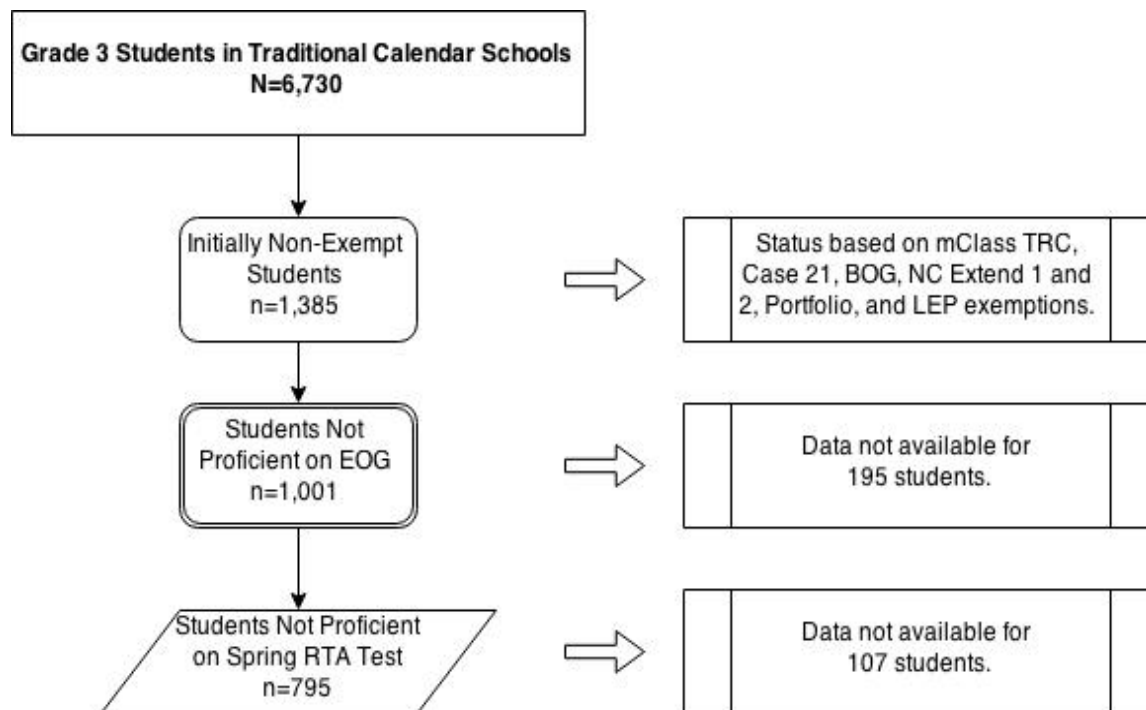 Grade 3 Students in Traditional Calendar Schools
N=6,730
Initially Non-Exempt
Students
n=1,385
Status based on mClass TRC,
Case 21, BOG, NC Extend 1 and
2, Portfolio, and LEP exemptions.
Students Not
Proficient on EOG
n=1,001
Data not available for
195 students.
Students Not Proficient
on Spring RTA Test
n=795
Data not available for
107 students.